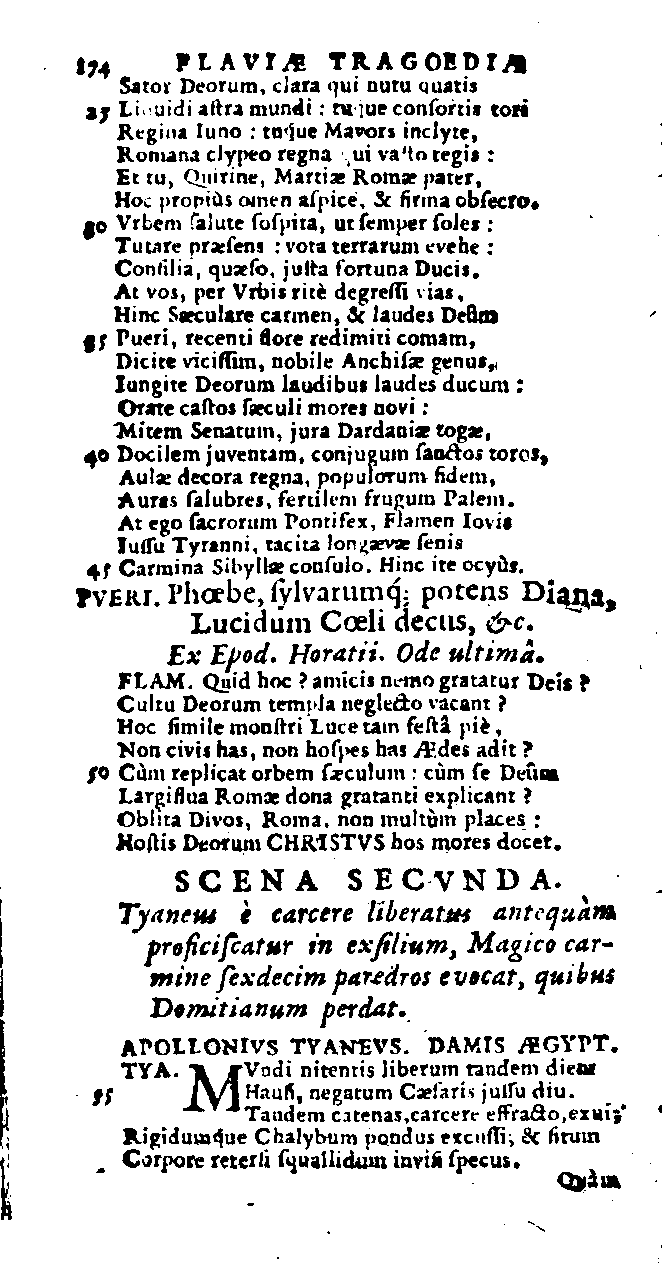 174 FLAVIÆ TRAGOEDIÆ
Sator Deorum, clara qui nutu quatis
25 Liquidi aſtra mundi : tuque conſortis tori
Regina Iuno : tuque Mavors inclyte,
Romana clypeo regna qui vaſto tegis :
Et tu, Quirine, Martiæ Romæ pater,
Hoc propiùs omen aſpice, & firma obſecro.
30 Vrbem ſalute ſoſpita, ut ſemper ſoles :
Tutare præſens : vota terrarum evehe :
Conſilia, quæſo, juſta fortuna Ducis.
At vos, per Vrbis ritè degreſſi vias,
Hinc Sæculare carmen, & laudes Deûm
35 Pueri, recenti flore redimiti comam,
Dicite viciſſim, nobile Anchiſæ genus,
Iungite Deorum laudibus laudes ducum :
Orate caſtos ſæculi mores novi :
Mitem Senatum, jura Dardaniæ togæ,
40 Docilem juventam, conjugum ſanctos toros,
Aulæ decora regna, populorum fidem,
Auras ſalubres, fertilem frugum Palem.
At ego ſacrorum Pontifex, Flamen Iovis
Iuſſu Tyranni, tacita longævæ ſenis
45 Carmina Sibyllæ conſulo. Hinc ite ocyùs.
PVERI. Phœbe, ſylvarumq́; potens Diana,
Lucidum Cœli decus, &c.
Ex Epod. Horatii. Ode ultimâ.
FLAM. Quid hoc ? amicis nemo gratatur Deis ?
Cultu Deorum templa neglecto vacant ?
Hoc ſimile monſtri Luce tam feſtâ piè,
Non civis has, non hoſpes has Ædes adit ?
50 Cùm replicat orbem ſæculum : cùm ſe Deûm
Largiflua Romæ dona gratanti explicant ?
Oblita Divos, Roma, non multùm places :
Hoſtis Deorum CHRISTVS hos mores docet.
SCENA SECVNDA.
Tyaneus è carcere liberatus antequàm
proficiſcatur in exſilium, Magico car-
mine ſexdecim paredros evocat, quibus
Domitianum perdat.
APOLLONIVS TYANEVS. DAMIS ÆGYPT.
TYA. MVndi nitentis liberum tandem diem
55 Hauſi, negatum Cæſaris juſſu diu.
Tandem catenas, carcere effracto, exui;
Rigidumque Chalybum pondus excuſſi; & ſitum
Corpore reterſi ſquallidum inviſi ſpecus.
Quàm